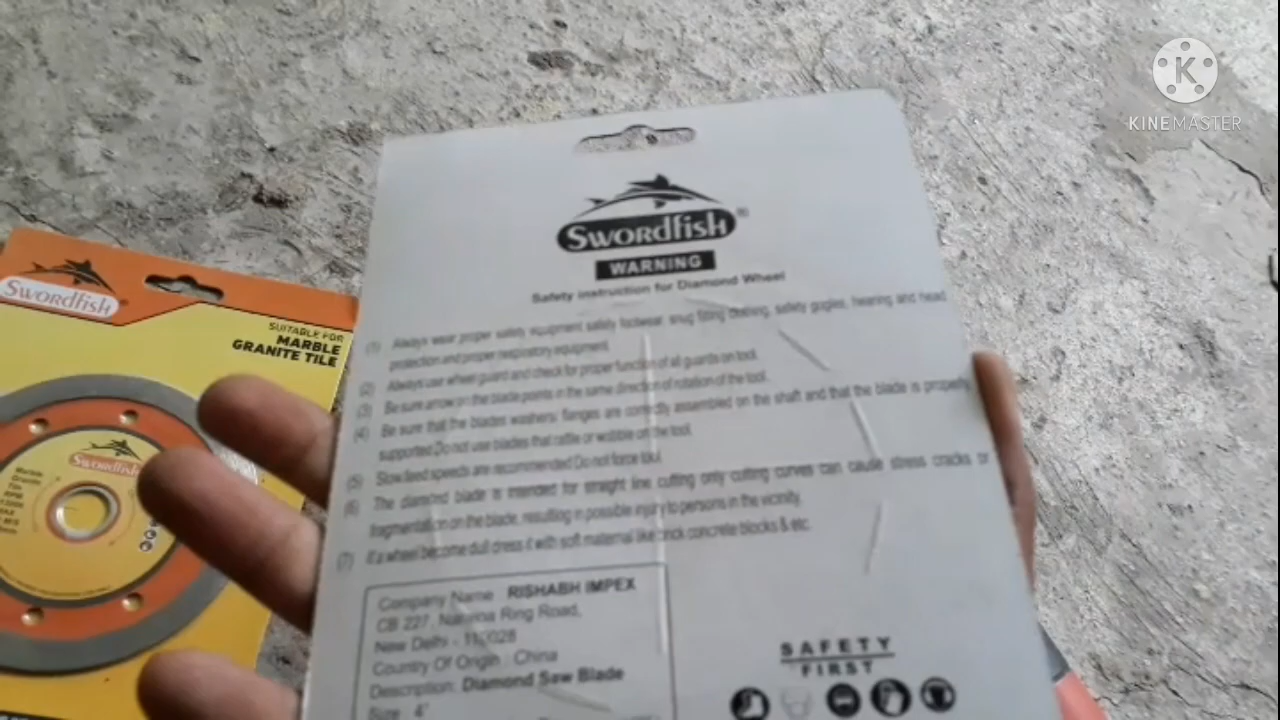 KINEMASTER
Swordfish®
WARNING
Safety instruction for Diamond Wheel
(1) Always wear proper safety equipment safety footwear, snug fitting clothing, safety gogles, hearing and head
protection and proper respiratory equipment.
(2) Always use wheel guard and check for proper function of all guards on tool.
(3) Be sure arrow on the blade points in the same direction of rotation of the tool.
(4) Be sure that the blades washers/ flanges are correctly assembled on the shaft and that the blade is properly
supported.Do not use blades that rattle or wobble on the tool.
(5) Slow feed speeds are recommended Do not force tool.
(6) The diamond blade is intended for straight line cutting only cutting curves can cause stress cracks or
fragmentation on the blade, resulting in possible injury to persons in the vicinity.
(7) If a wheel become dull dress it with soft material like brick concrete blocks & etc.
Company Name RISHABH IMPEX
CB 227, Naraina Ring Road,
New Delhi - 110028
Country Of Origin : China
Description: Diamond Saw Blade
Size : 4"
SAFETY
FIRST
Swordfish
SUITABLE FOR
MARBLE
GRANITE TILE
Swordfish
Marble
Granite
Tile
RPM